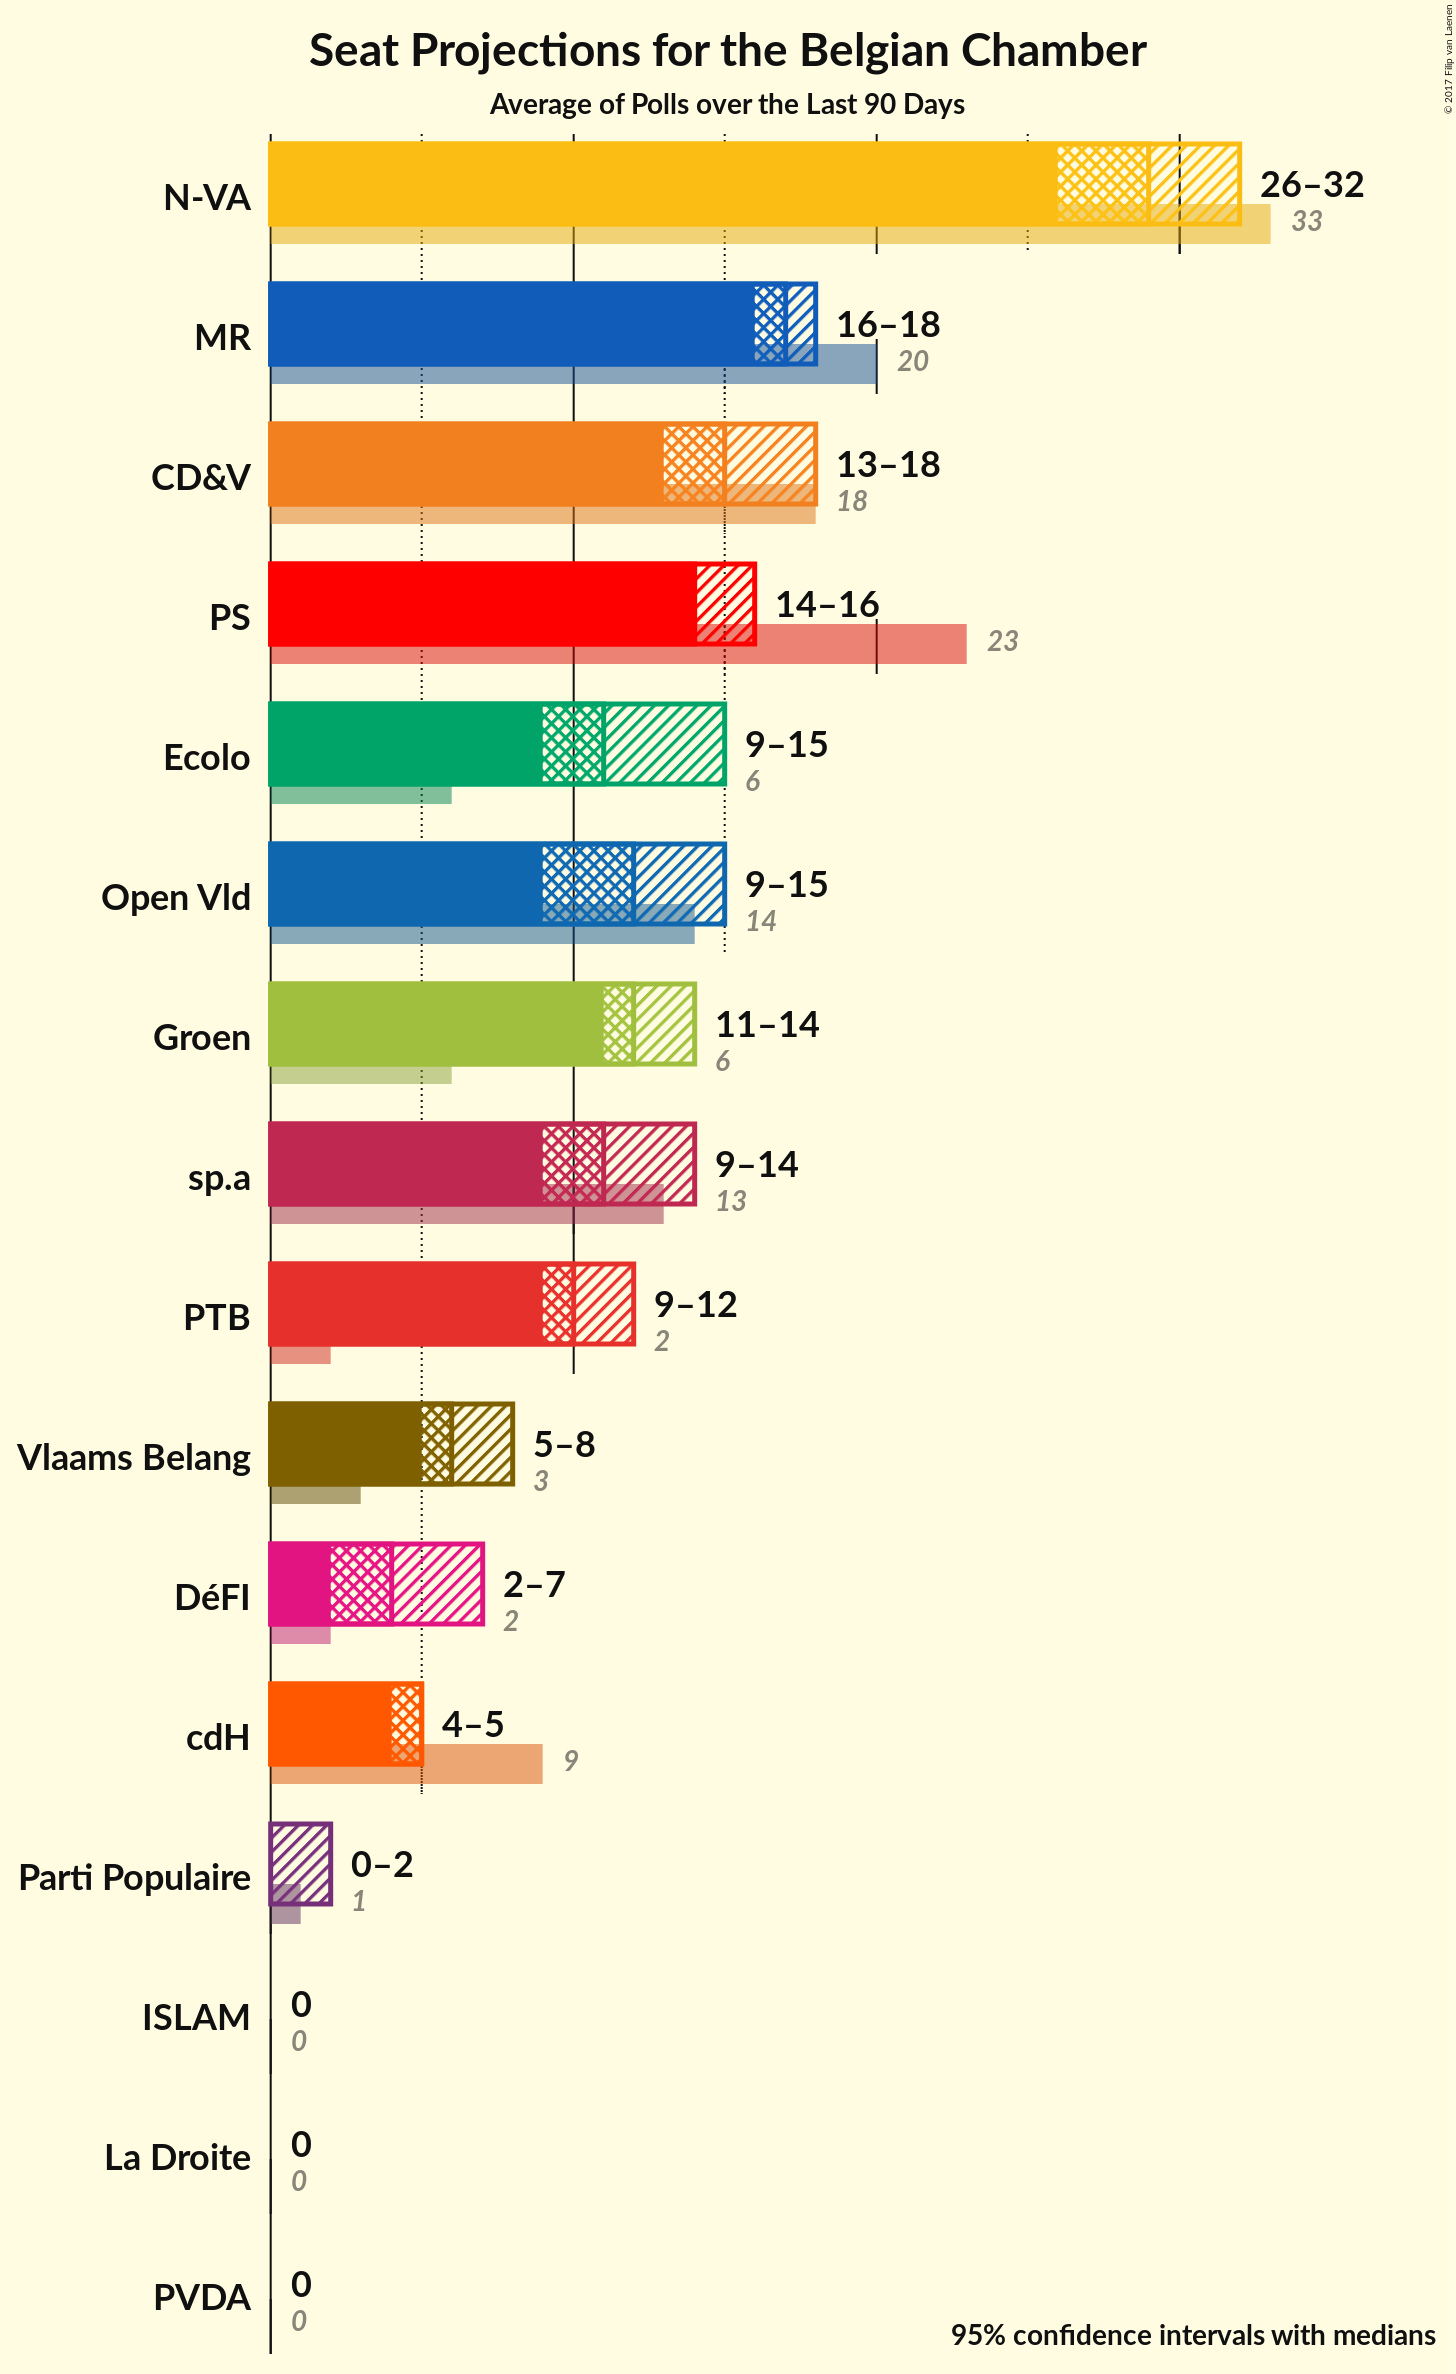 Seat Projections for the Belgian Chamber
Average of Polls over the Last 90 Days
© 2017 Filip van Laenen
N-VA
26–32
33
MR
16–18
20
CD&V
13–18
18
PS
14–16
23
Ecolo
9–15
6
Open Vld
9–15
14
Groen
11–14
6
sp.a
9–14
13
PTB
9–12
2
Vlaams Belang
5–8
3
DéFI
2–7
2
cdH
4–5
9
Parti Populaire
0–2
1
ISLAM
0
0
La Droite
0
0
PVDA
0
0
95% confidence intervals with medians